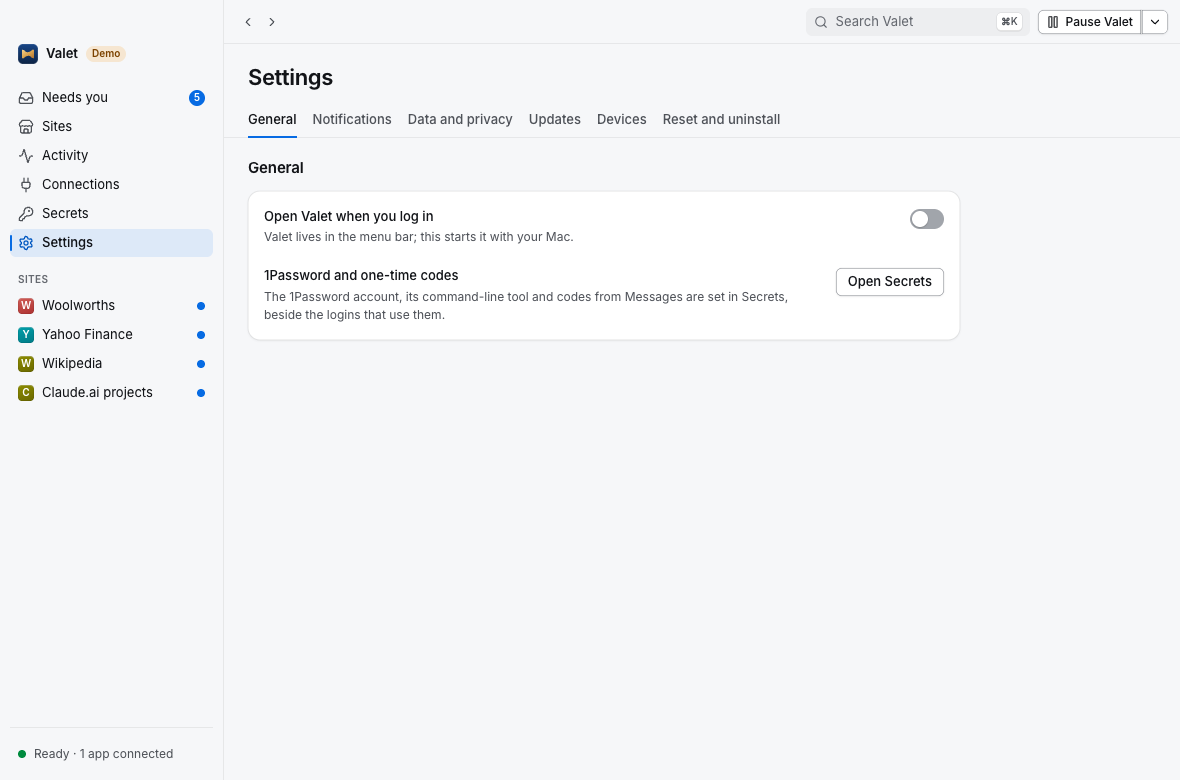 Valet Demo
Needs you 5
Sites
Activity
Connections
Secrets
Settings
SITES
W Woolworths
Y Yahoo Finance
W Wikipedia
C Claude.ai projects
Ready · 1 app connected
Search Valet ⌘K
Pause Valet
Settings
General Notifications Data and privacy Updates Devices Reset and uninstall
General
Open Valet when you log in
Valet lives in the menu bar; this starts it with your Mac.
1Password and one-time codes
The 1Password account, its command-line tool and codes from Messages are set in Secrets,
beside the logins that use them.
Open Secrets